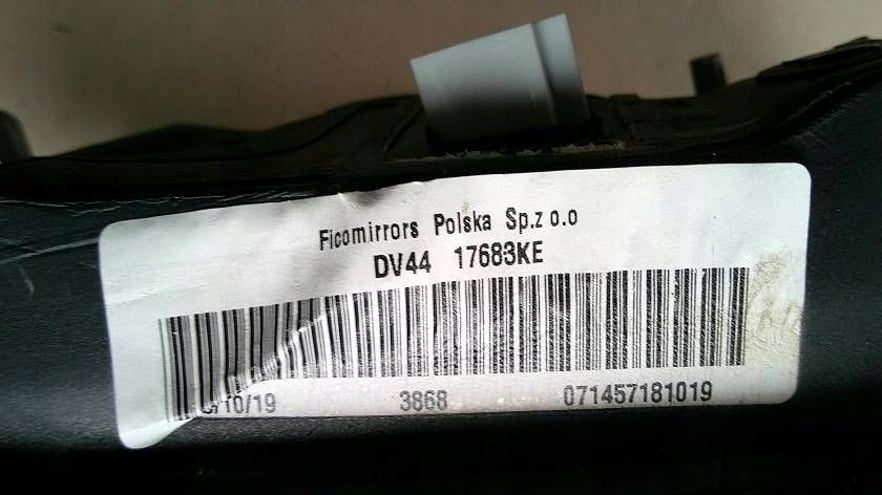 Ficomirrors Polska Sp.z o.o
DV44 17683KE
10/19 3868 071457181019